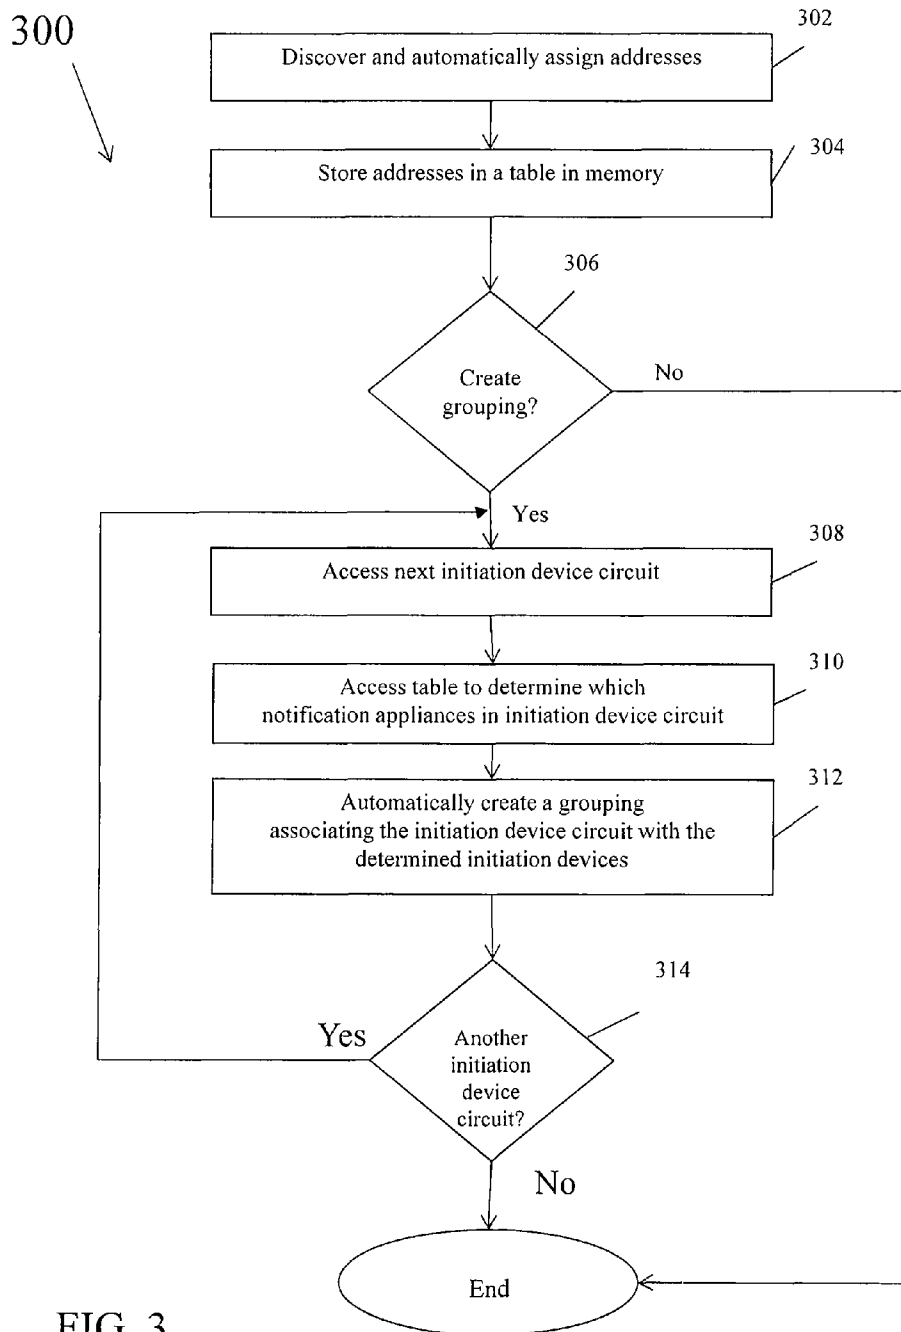 300
302
Discover and automatically assign addresses
304
Store addresses in a table in memory
306
Create
grouping?
No
Yes
308
Access next initiation device circuit
310
Access table to determine which
notification appliances in initiation device circuit
312
Automatically create a grouping
associating the initiation device circuit with the
determined initiation devices
314
Yes
Another
initiation
device
circuit?
No
End
FIG. 3